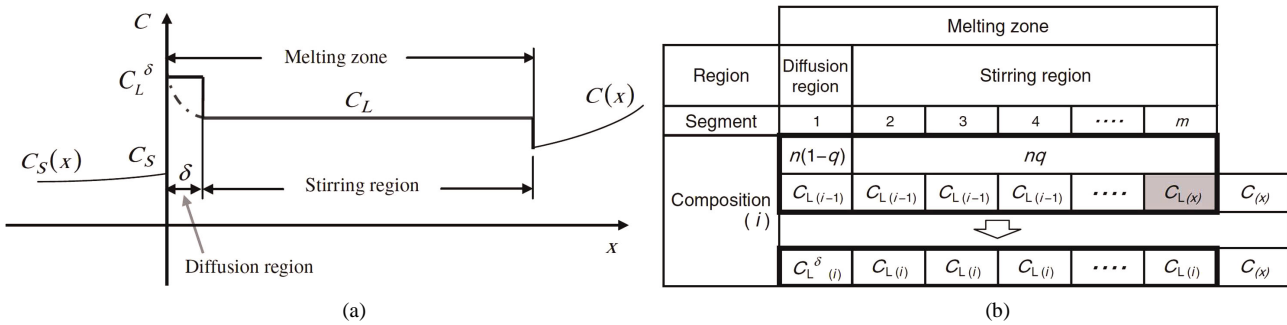 C
Melting zone
C_L^δ
C_L
C(x)
C_S(x)
C_S
δ
Stirring region
x
Diffusion region
(a)
Melting zone
Region
Diffusion region
Stirring region
Segment 1 2 3 4 ···· m
n(1−q) nq
Composition (i)
C_L(i−1) C_L(i−1) C_L(i−1) C_L(i−1) ···· C_L(x) C(x)
C_L^δ(i) C_L(i) C_L(i) C_L(i) ···· C_L(i) C(x)
(b)